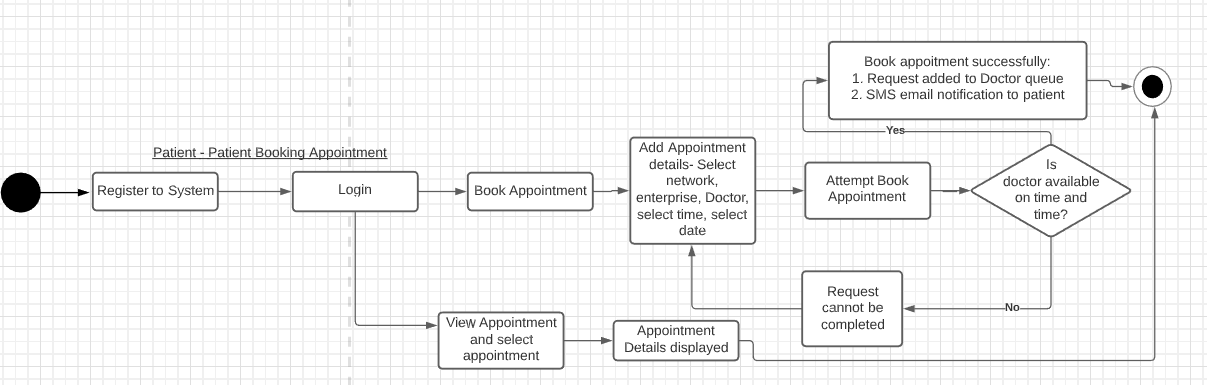 Book appoitment successfully:
1. Request added to Doctor queue
2. SMS email notification to patient
Yes
Patient - Patient Booking Appointment
Register to System
Login
Book Appointment
Add Appointment
details- Select
network,
enterprise, Doctor,
select time, select
date
Attempt Book
Appointment
Is
doctor available
on time and
time?
No
Request
cannot be
completed
View Appointment
and select
appointment
Appointment
Details displayed